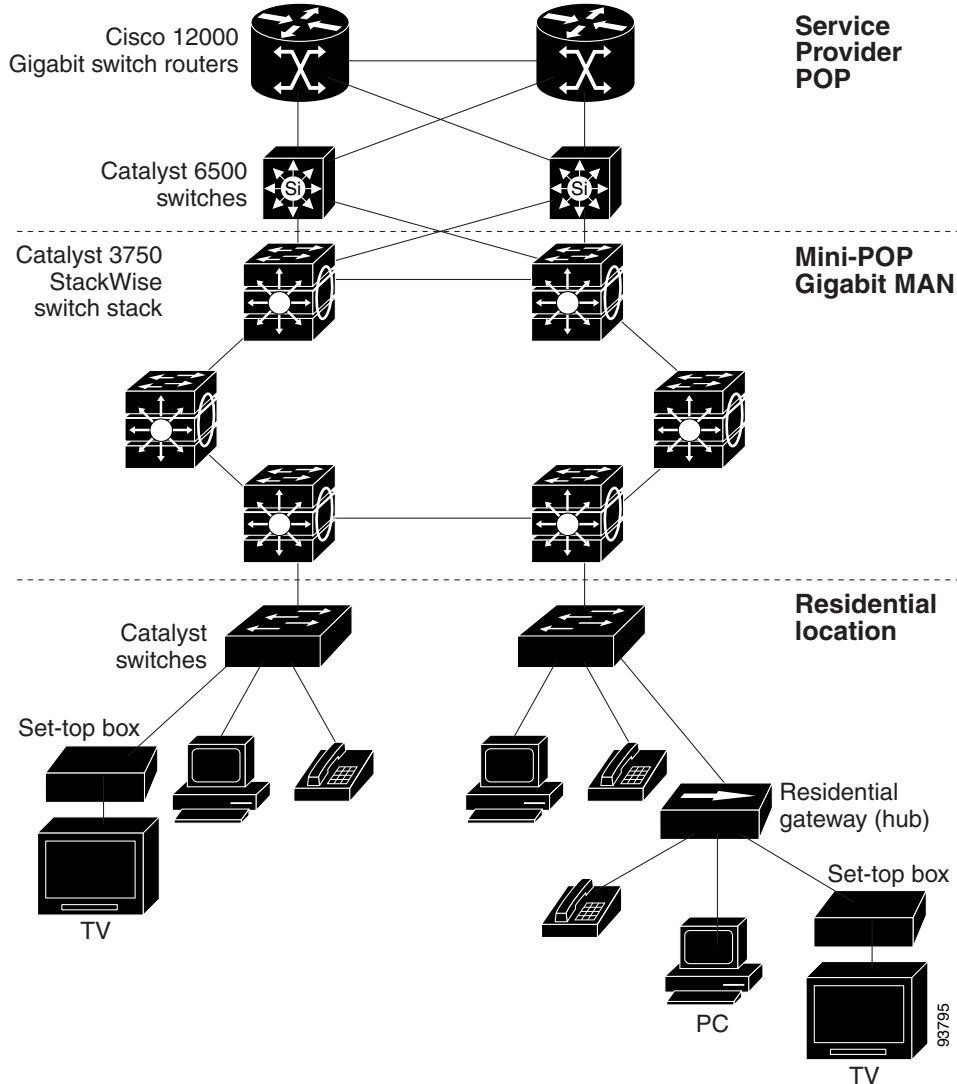 Cisco 12000
Gigabit switch routers
Service
Provider
POP
Catalyst 6500
switches
Si
Si
Catalyst 3750
StackWise
switch stack
Mini-POP
Gigabit MAN
Residential
location
Catalyst
switches
Set-top box
TV
Residential
gateway (hub)
Set-top box
PC
TV
93795